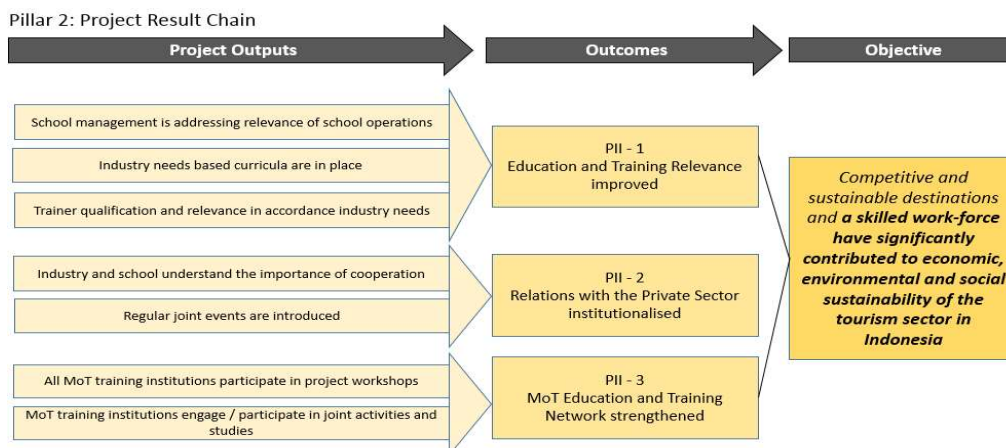 Pillar 2: Project Result Chain
Project Outputs
Outcomes
Objective
School management is addressing relevance of school operations
Industry needs based curricula are in place
Trainer qualification and relevance in accordance industry needs
PII - 1
Education and Training Relevance
improved
Industry and school understand the importance of cooperation
Regular joint events are introduced
PII - 2
Relations with the Private Sector
institutionalised
All MoT training institutions participate in project workshops
MoT training institutions engage / participate in joint activities and
studies
PII - 3
MoT Education and Training
Network strengthened
Competitive and
sustainable destinations
and a skilled work-force
have significantly
contributed to economic,
environmental and social
sustainability of the
tourism sector in
Indonesia